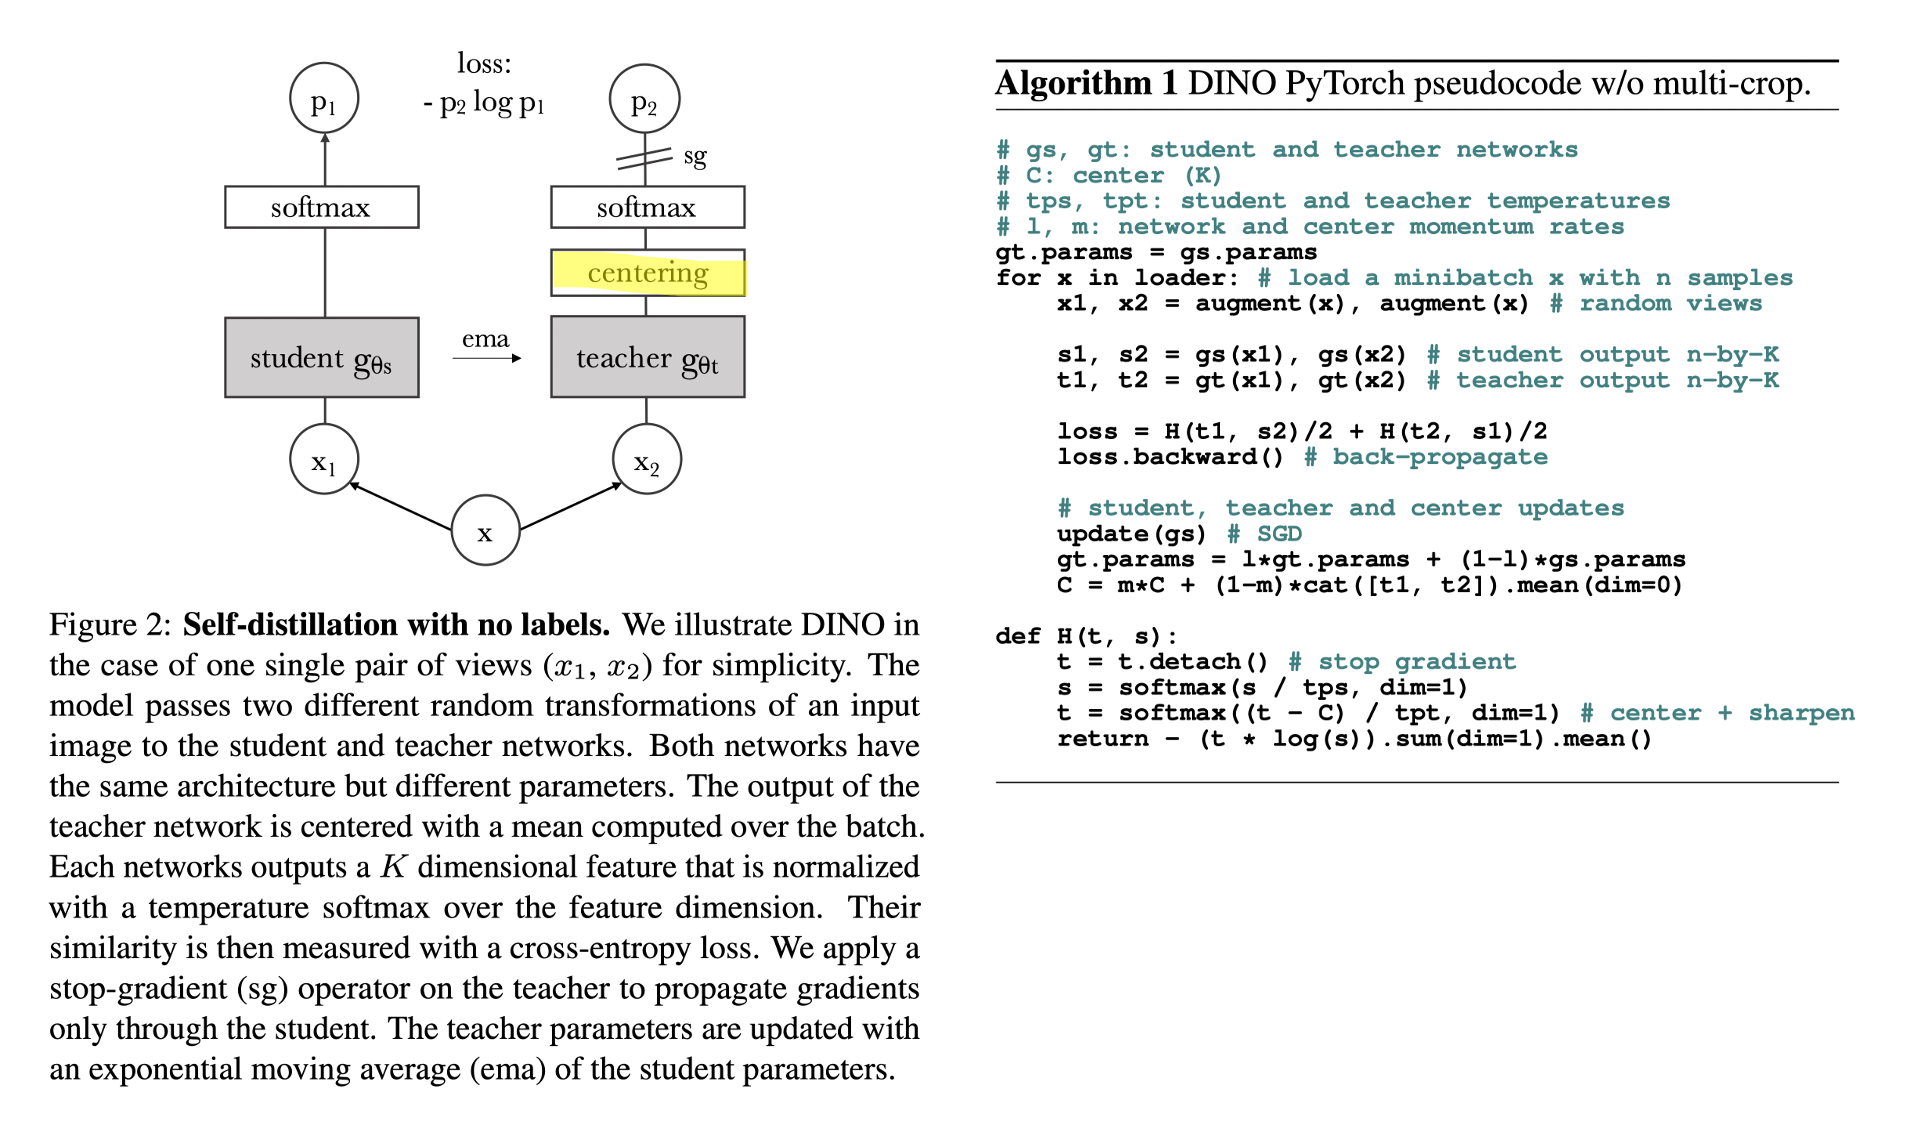 loss:
- p₂ log p₁
p₁
p₂
sg
softmax
softmax
centering
student gθs
ema
teacher gθt
x₁
x₂
x
Figure 2: Self-distillation with no labels. We illustrate DINO in
the case of one single pair of views (x₁, x₂) for simplicity. The
model passes two different random transformations of an input
image to the student and teacher networks. Both networks have
the same architecture but different parameters. The output of the
teacher network is centered with a mean computed over the batch.
Each networks outputs a K dimensional feature that is normalized
with a temperature softmax over the feature dimension. Their
similarity is then measured with a cross-entropy loss. We apply a
stop-gradient (sg) operator on the teacher to propagate gradients
only through the student. The teacher parameters are updated with
an exponential moving average (ema) of the student parameters.
Algorithm 1 DINO PyTorch pseudocode w/o multi-crop.
# gs, gt: student and teacher networks
# C: center (K)
# tps, tpt: student and teacher temperatures
# l, m: network and center momentum rates
gt.params = gs.params
for x in loader: # load a minibatch x with n samples
    x1, x2 = augment(x), augment(x) # random views
    s1, s2 = gs(x1), gs(x2) # student output n-by-K
    t1, t2 = gt(x1), gt(x2) # teacher output n-by-K
    loss = H(t1, s2)/2 + H(t2, s1)/2
    loss.backward() # back-propagate
    # student, teacher and center updates
    update(gs) # SGD
    gt.params = l*gt.params + (1-l)*gs.params
    C = m*C + (1-m)*cat([t1, t2]).mean(dim=0)
def H(t, s):
    t = t.detach() # stop gradient
    s = softmax(s / tps, dim=1)
    t = softmax((t - C) / tpt, dim=1) # center + sharpen
    return - (t * log(s)).sum(dim=1).mean()